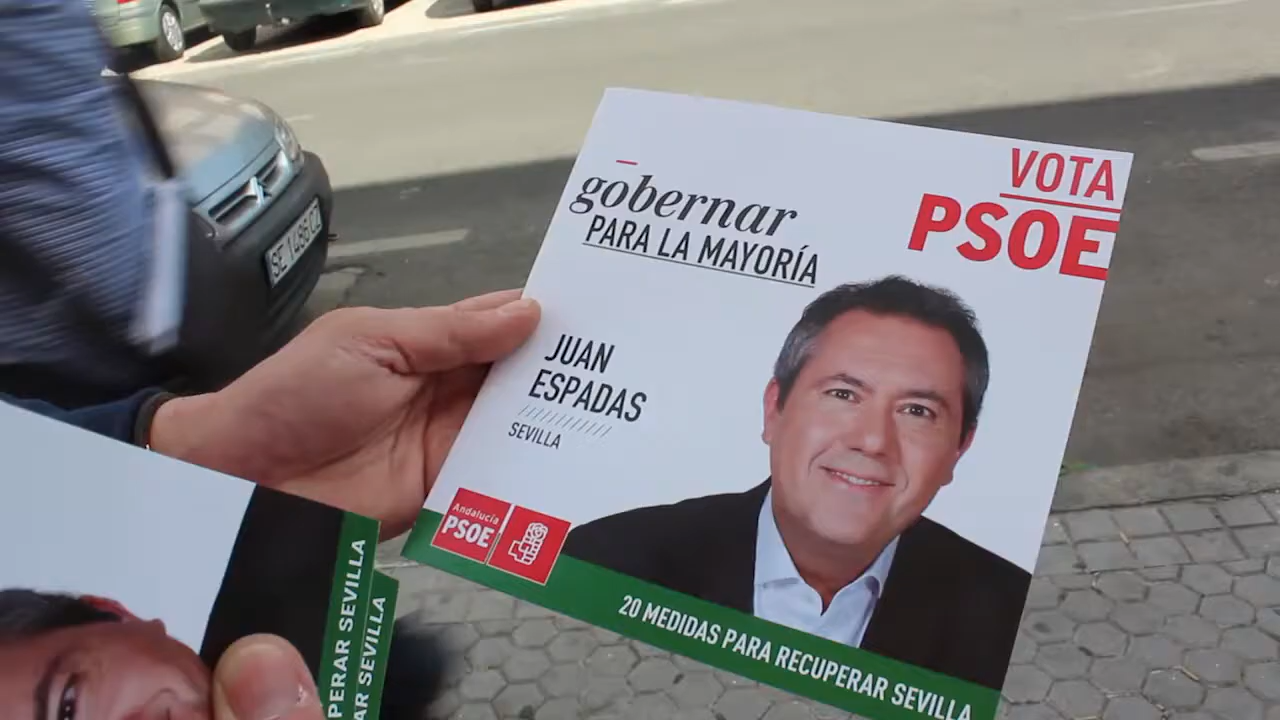 VOTA
PSOE
gobernar
PARA LA MAYORÍA
JUAN
ESPADAS
SEVILLA
Andalucía
PSOE
20 MEDIDAS PARA RECUPERAR SEVILLA
SE 1486 CZ
PERAR SEVILLA
AR SEVILLA